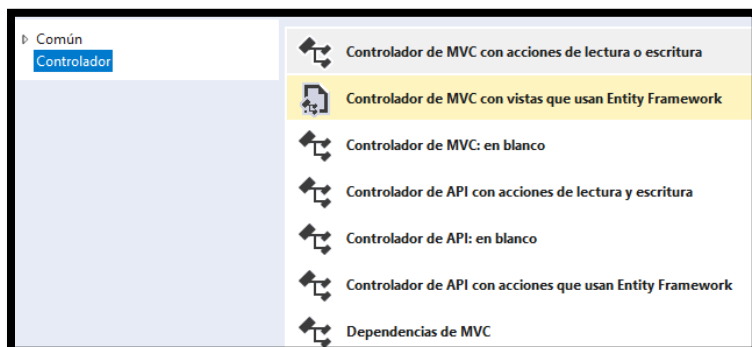 Común
Controlador
Controlador de MVC con acciones de lectura o escritura
Controlador de MVC con vistas que usan Entity Framework
Controlador de MVC: en blanco
Controlador de API con acciones de lectura y escritura
Controlador de API: en blanco
Controlador de API con acciones que usan Entity Framework
Dependencias de MVC